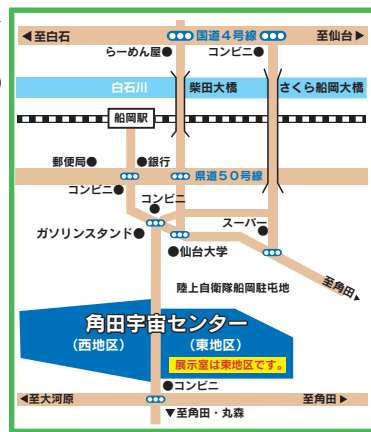 ◀至白石
国道4号線
至仙台▶
らーめん屋●
コンビニ●
白石川
柴田大橋
さくら船岡大橋
船岡駅
郵便局●
●銀行
県道50号線
コンビニ●
コンビニ
●
スーパー
●
ガソリンスタンド●
●仙台大学
至角田▶
陸上自衛隊船岡駐屯地
角田宇宙センター
（西地区）
（東地区）
展示室は東地区です。
●コンビニ
◀至大河原
至角田▶
▼至角田・丸森